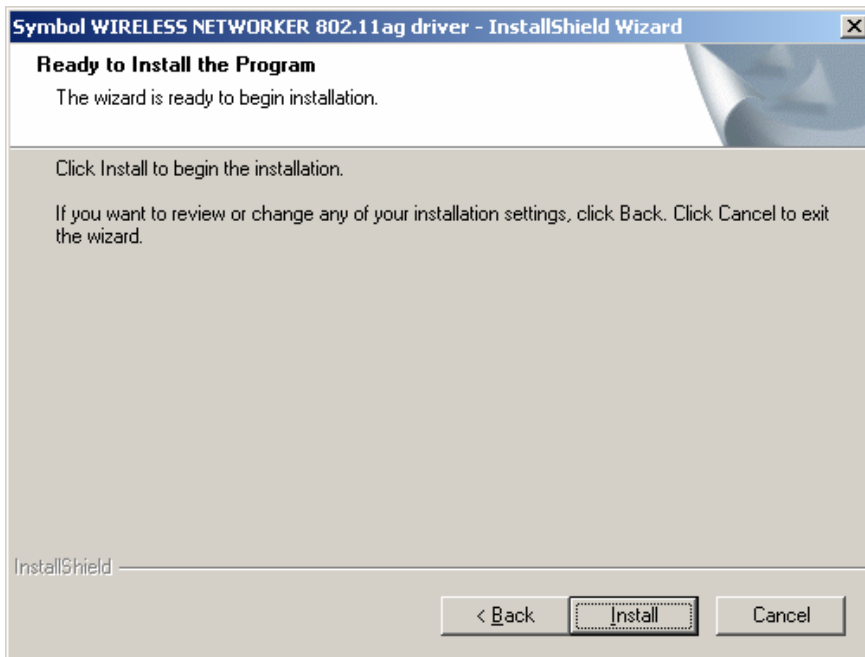 Symbol WIRELESS NETWORKER 802.11ag driver - InstallShield Wizard
Ready to Install the Program
The wizard is ready to begin installation.
Click Install to begin the installation.
If you want to review or change any of your installation settings, click Back. Click Cancel to exit
the wizard.
InstallShield
< Back
Install
Cancel